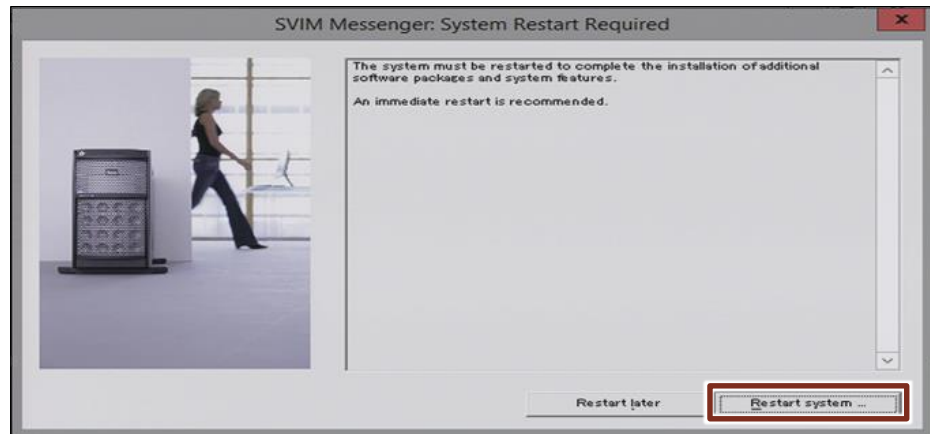 SVIM Messenger: System Restart Required
The system must be restarted to complete the installation of additional
software packages and system features.
An immediate restart is recommended.
Restart later
Restart system ...